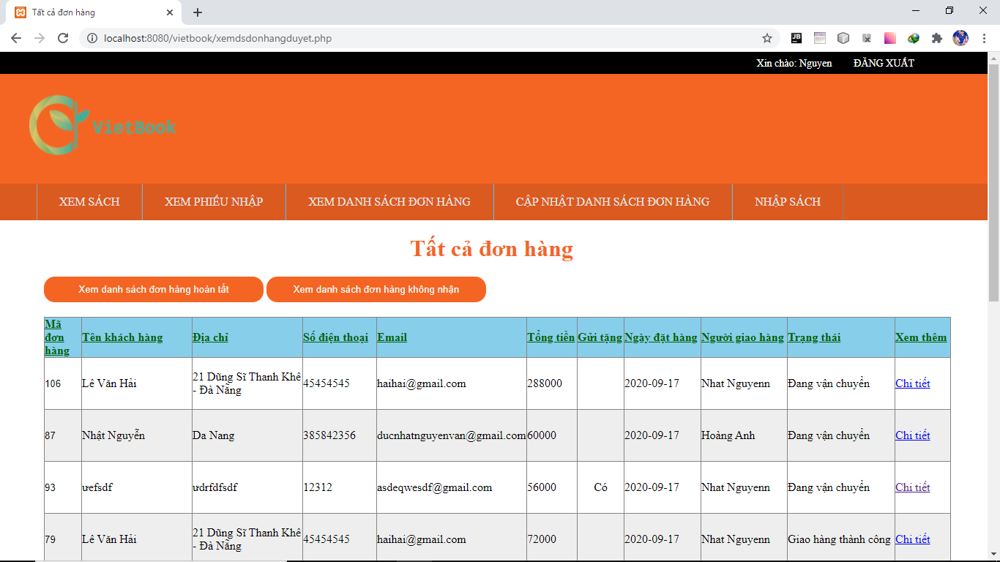 Tất cả đơn hàng
localhost:8080/vietbook/xemdsdonhangduyet.php
Xin chào: Nguyen ĐĂNG XUẤT
VietBook
XEM SÁCH XEM PHIẾU NHẬP XEM DANH SÁCH ĐƠN HÀNG CẬP NHẬT DANH SÁCH ĐƠN HÀNG NHẬP SÁCH
Tất cả đơn hàng
Xem danh sách đơn hàng hoàn tất Xem danh sách đơn hàng không nhận
Mã đơn hàng Tên khách hàng Địa chỉ Số điện thoại Email Tổng tiền Gửi tặng Ngày đặt hàng Người giao hàng Trạng thái Xem thêm
106 Lê Văn Hải 21 Dũng Sĩ Thanh Khê - Đà Nẵng 45454545 haihai@gmail.com 288000 2020-09-17 Nhat Nguyenn Đang vận chuyển Chi tiết
87 Nhật Nguyễn Da Nang 385842356 ducnhatnguyenvan@gmail.com 60000 2020-09-17 Hoàng Anh Đang vận chuyển Chi tiết
93 ưefsdf ưdrfdfsdf 12312 asdeqwesdf@gmail.com 56000 Có 2020-09-17 Nhat Nguyenn Đang vận chuyển Chi tiết
79 Lê Văn Hải 21 Dũng Sĩ Thanh Khê - Đà Nẵng 45454545 haihai@gmail.com 72000 2020-09-17 Nhat Nguyenn Giao hàng thành công Chi tiết